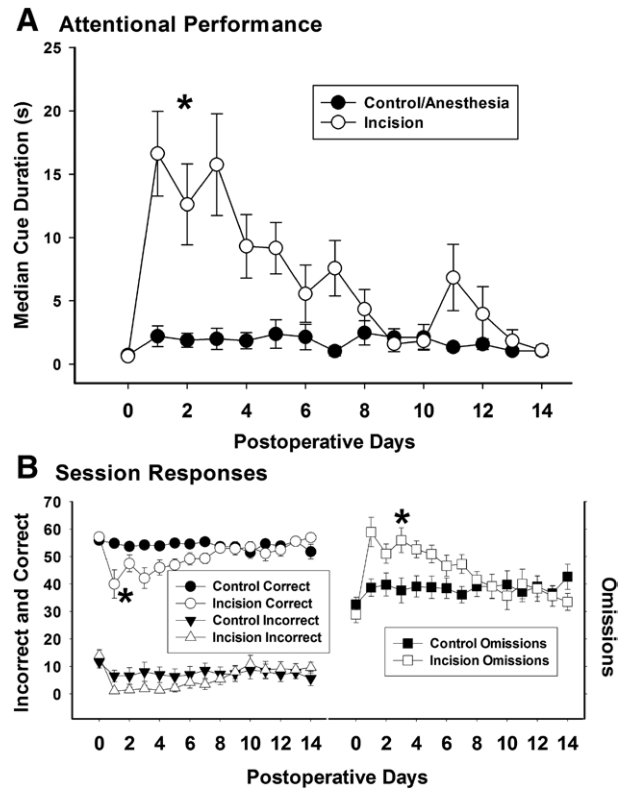 A Attentional Performance
25
20
15
10
5
0
Median Cue Duration (s)
*
Control/Anesthesia
Incision
0 2 4 6 8 10 12 14
Postoperative Days
B Session Responses
70
60
50
40
30
20
10
0
Incorrect and Correct
*
Control Correct
Incision Correct
Control Incorrect
Incision Incorrect
*
Control Omissions
Incision Omissions
Omissions
0 2 4 6 8 10 12 14 0 2 4 6 8 10 12 14
Postoperative Days